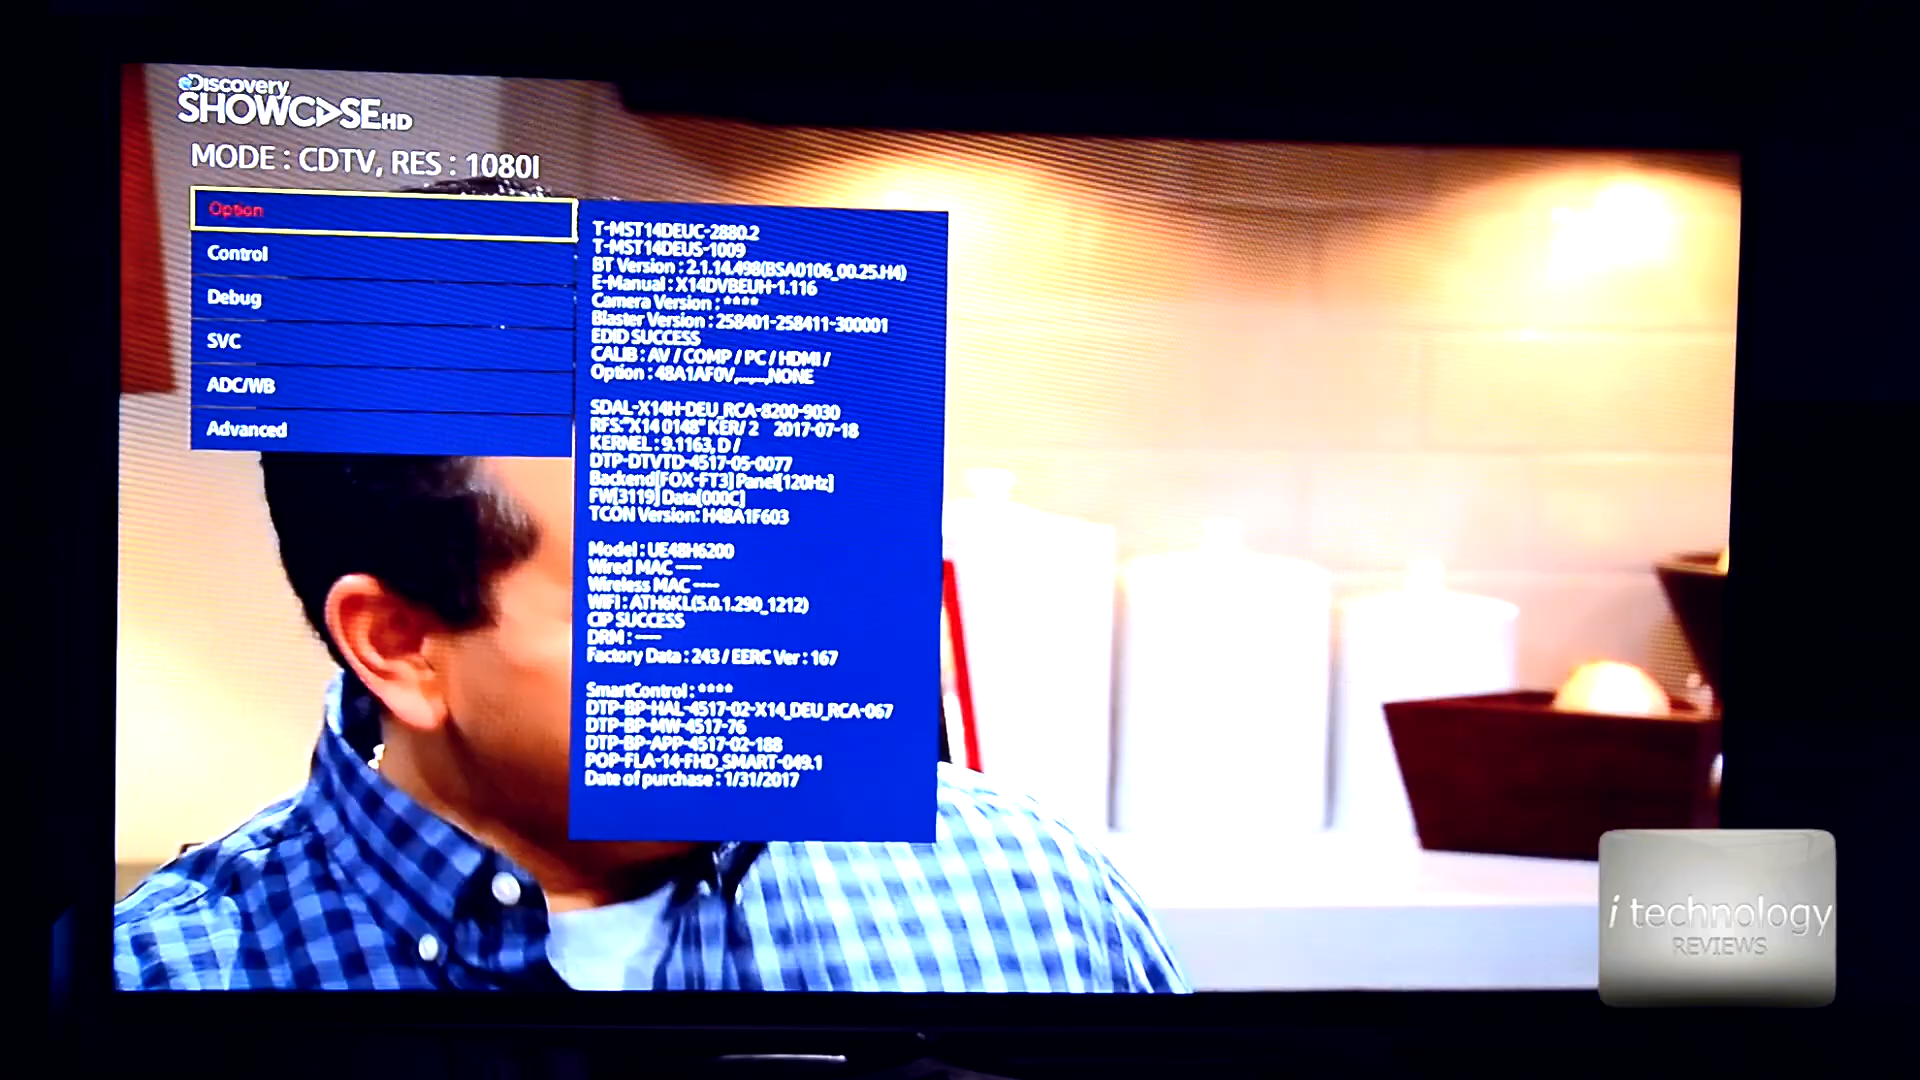 Discovery
SHOWCASE HD
MODE : CDTV, RES : 1080I
Option
Control
Debug
SVC
ADC/WB
Advanced
T-MST14DEUC-2880.2
T-MST14DEUS-1009
BT Version : 2.1.14.498(BSA0106_00.25.H4)
E-Manual : X14DVBEUH-1.116
Camera Version : ****
Blaster Version : 258401-258411-300001
EDID SUCCESS
CALIB : AV / COMP / PC / HDMI /
Option : 48A1AF0V,,...,,...,NONE
SDAL-X14H-DEU_RCA-8200-9030
RFS:"X14 0148" KER/ 2 2017-07-18
KERNEL : 9.1163, D /
DTP-DTVTD-4517-05-0077
Backend[FOX-FT3] Panel[120Hz]
FW[3119] Data[000C]
TCON Version: H48A1F603
Model : UE48H6200
Wired MAC ----
Wireless MAC ----
WIFI : ATH6KL(5.0.1.290_1212)
CIP SUCCESS
DRM : ----
Factory Data : 243 / EERC Ver : 167
SmartControl : ****
DTP-BP-HAL-4517-02-X14_DEU_RCA-067
DTP-BP-MW-4517-76
DTP-BP-APP-4517-02-188
POP-FLA-14-FHD_SMART-049.1
Date of purchase : 1/31/2017
i technology
REVIEWS